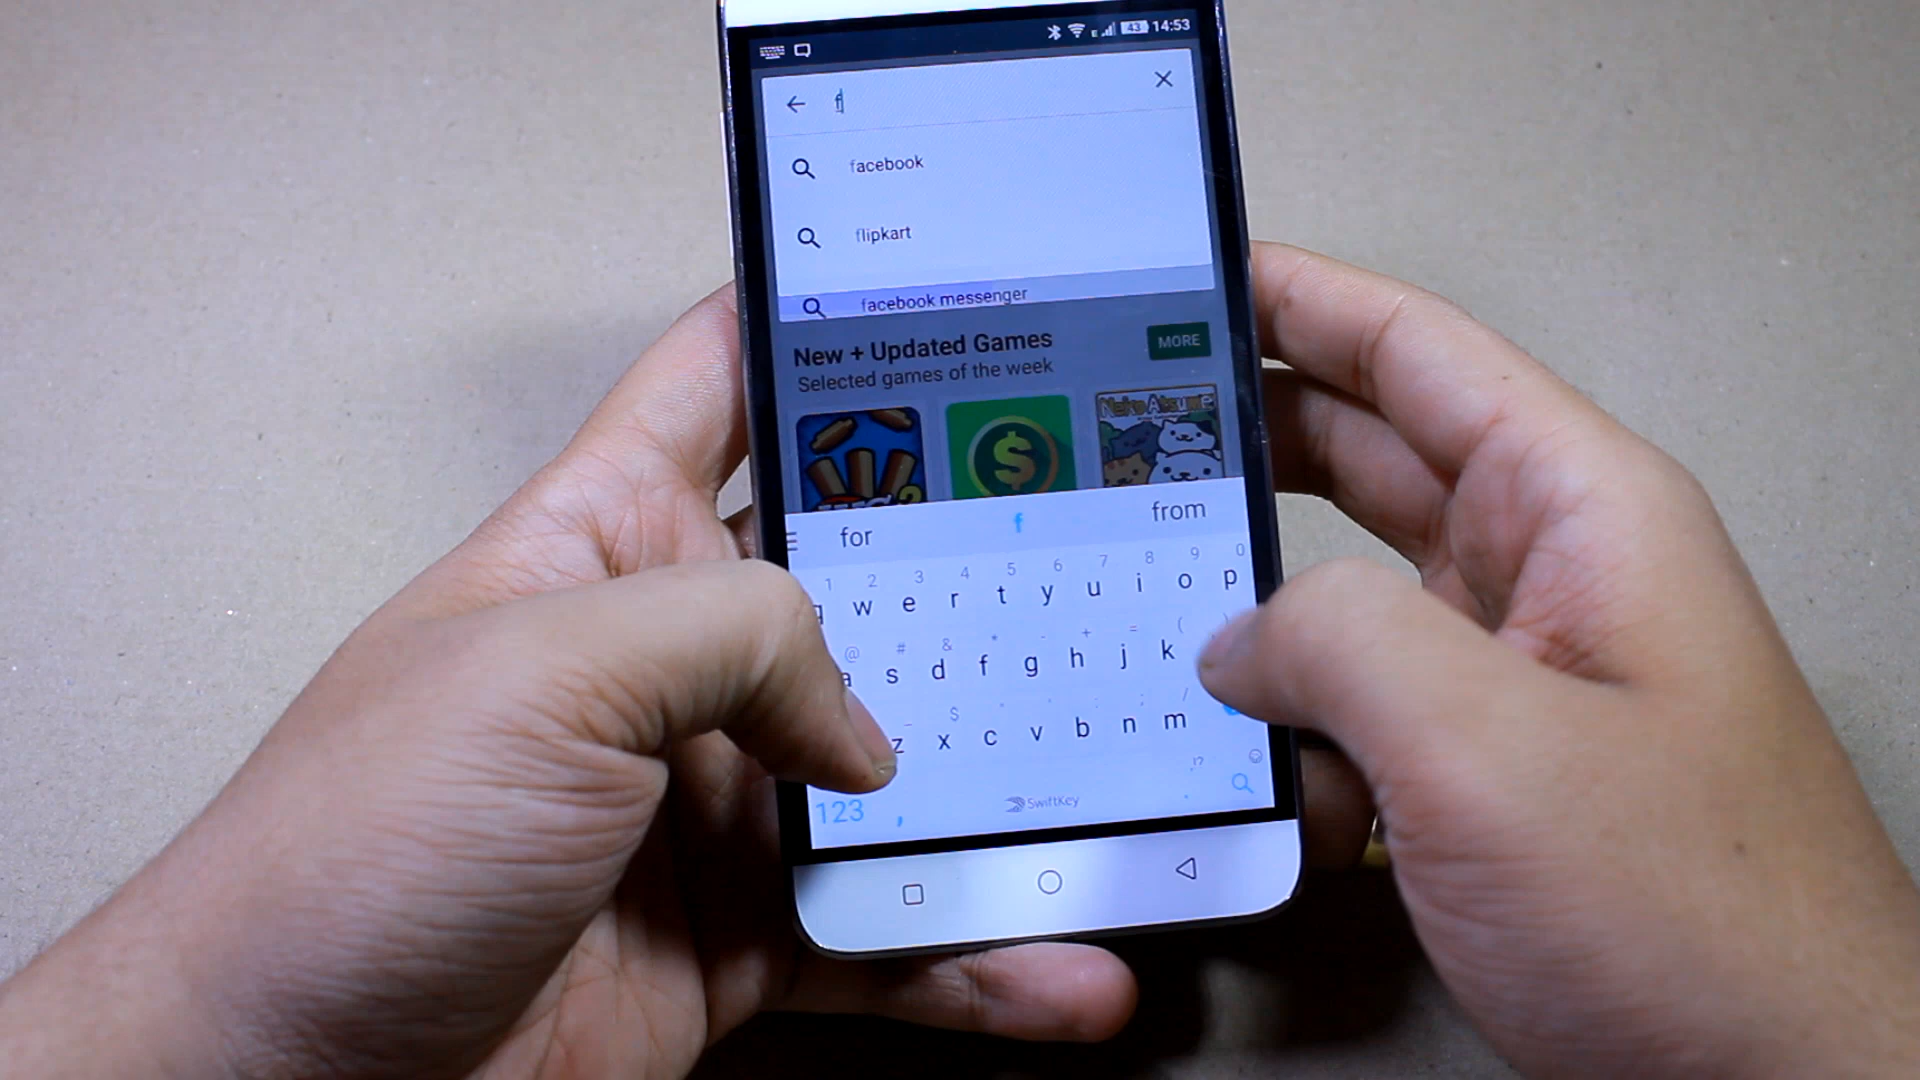 E 43 14:53
f
facebook
flipkart
facebook messenger
New + Updated Games
MORE
Selected games of the week
Neko Atsume
for f from
1 2 3 4 5 6 7 8 9 0
q w e r t y u i o p
@ # & * - + = ( )
a s d f g h j k
_ $ " ' : ; /
z x c v b n m
!?
123 , SwiftKey .